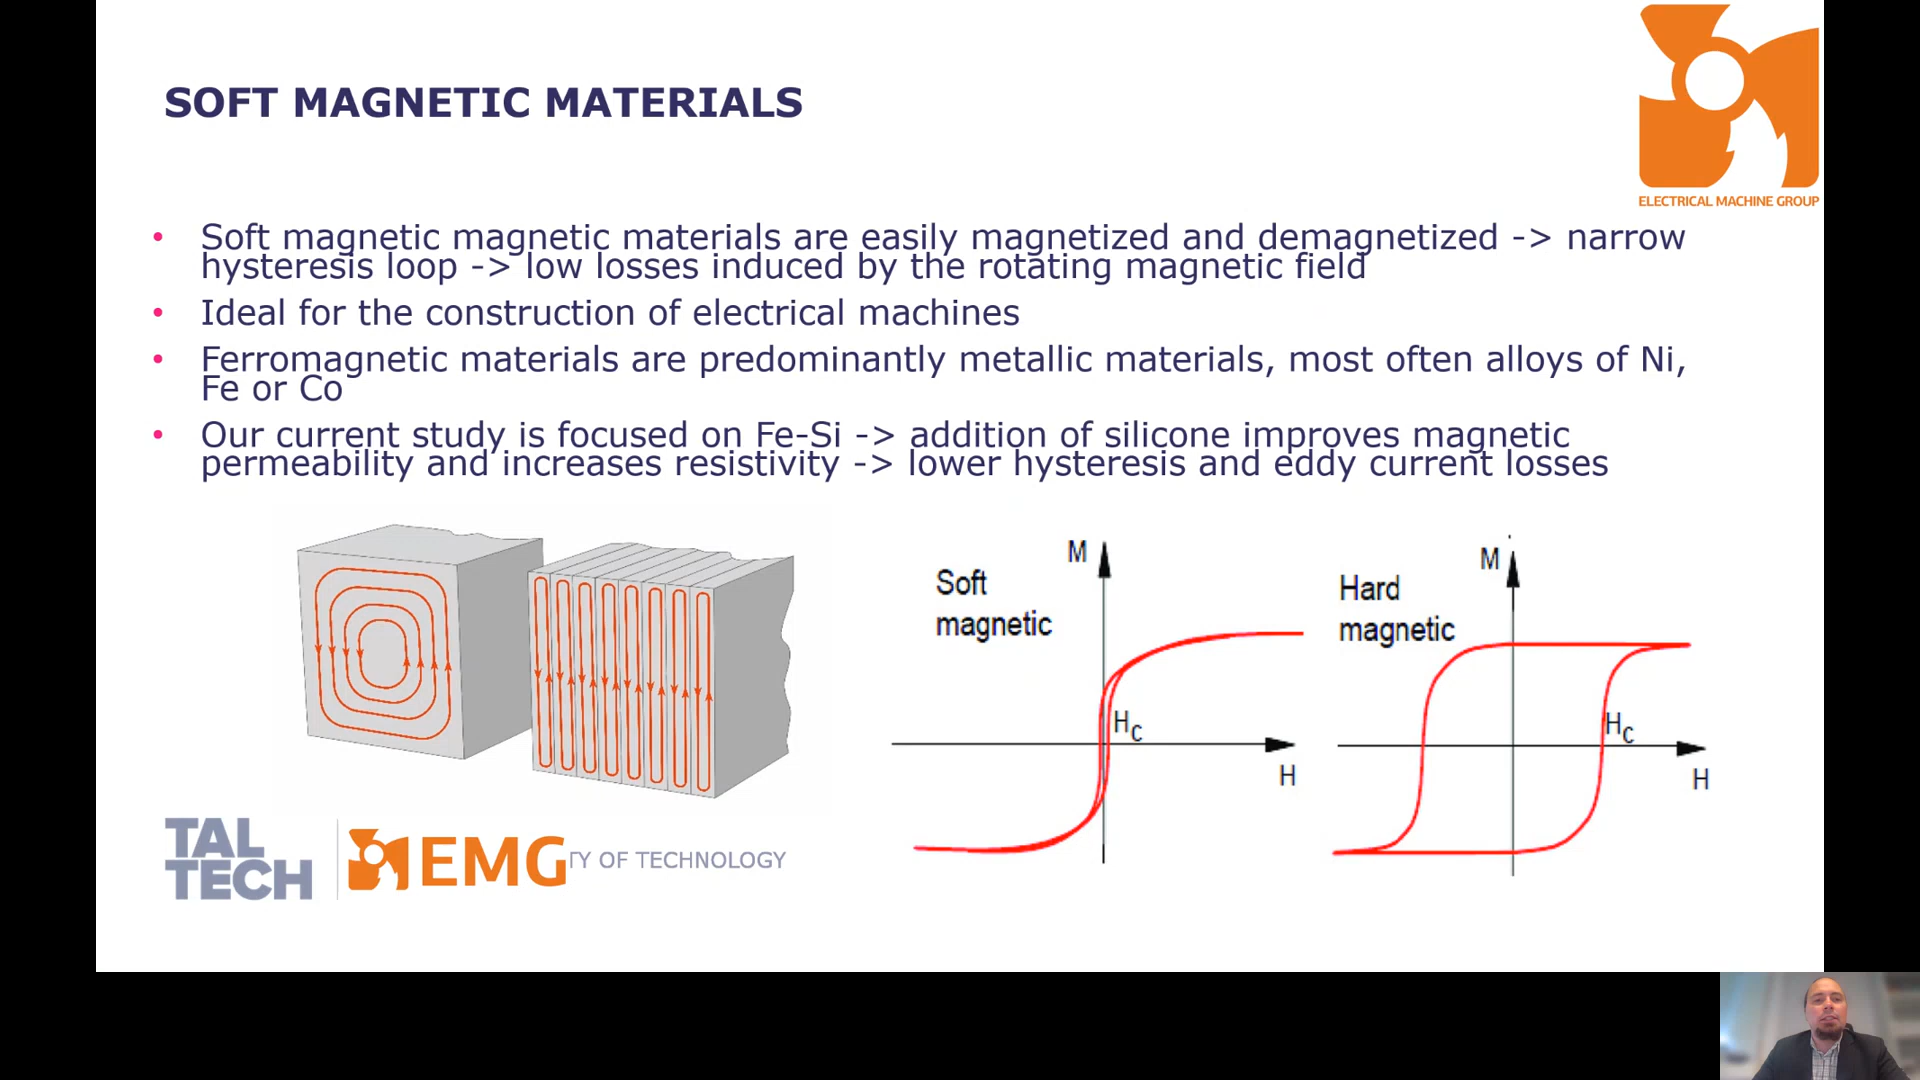 SOFT MAGNETIC MATERIALS
ELECTRICAL MACHINE GROUP
• Soft magnetic magnetic materials are easily magnetized and demagnetized -> narrow
hysteresis loop -> low losses induced by the rotating magnetic field
• Ideal for the construction of electrical machines
• Ferromagnetic materials are predominantly metallic materials, most often alloys of Ni,
Fe or Co
• Our current study is focused on Fe-Si -> addition of silicone improves magnetic
permeability and increases resistivity -> lower hysteresis and eddy current losses
Soft
magnetic
M
Hc
H
Hard
magnetic
M
Hc
H
TAL
TECH
EMG
TY OF TECHNOLOGY